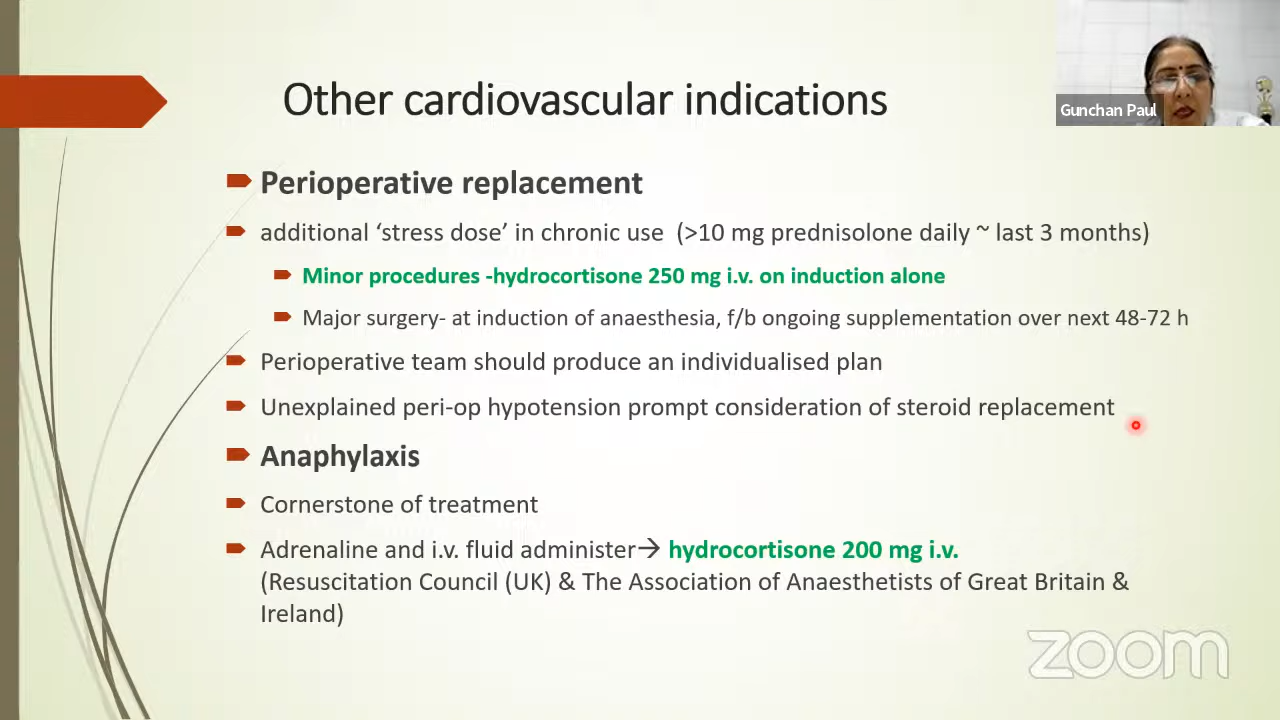 Other cardiovascular indications
Gunchan Paul
Perioperative replacement
additional ‘stress dose’ in chronic use (>10 mg prednisolone daily ~ last 3 months)
Minor procedures -hydrocortisone 250 mg i.v. on induction alone
Major surgery- at induction of anaesthesia, f/b ongoing supplementation over next 48-72 h
Perioperative team should produce an individualised plan
Unexplained peri-op hypotension prompt consideration of steroid replacement
Anaphylaxis
Cornerstone of treatment
Adrenaline and i.v. fluid administer→ hydrocortisone 200 mg i.v.
(Resuscitation Council (UK) & The Association of Anaesthetists of Great Britain &
Ireland)
zoom